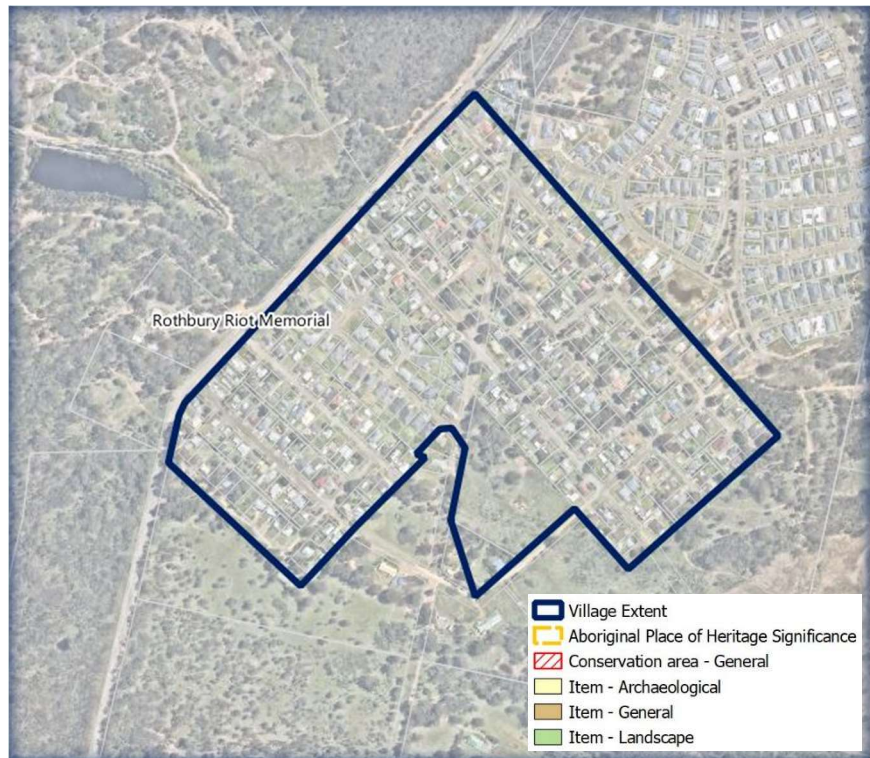 Rothbury Riot Memorial
Village Extent
Aboriginal Place of Heritage Significance
Conservation area - General
Item - Archaeological
Item - General
Item - Landscape